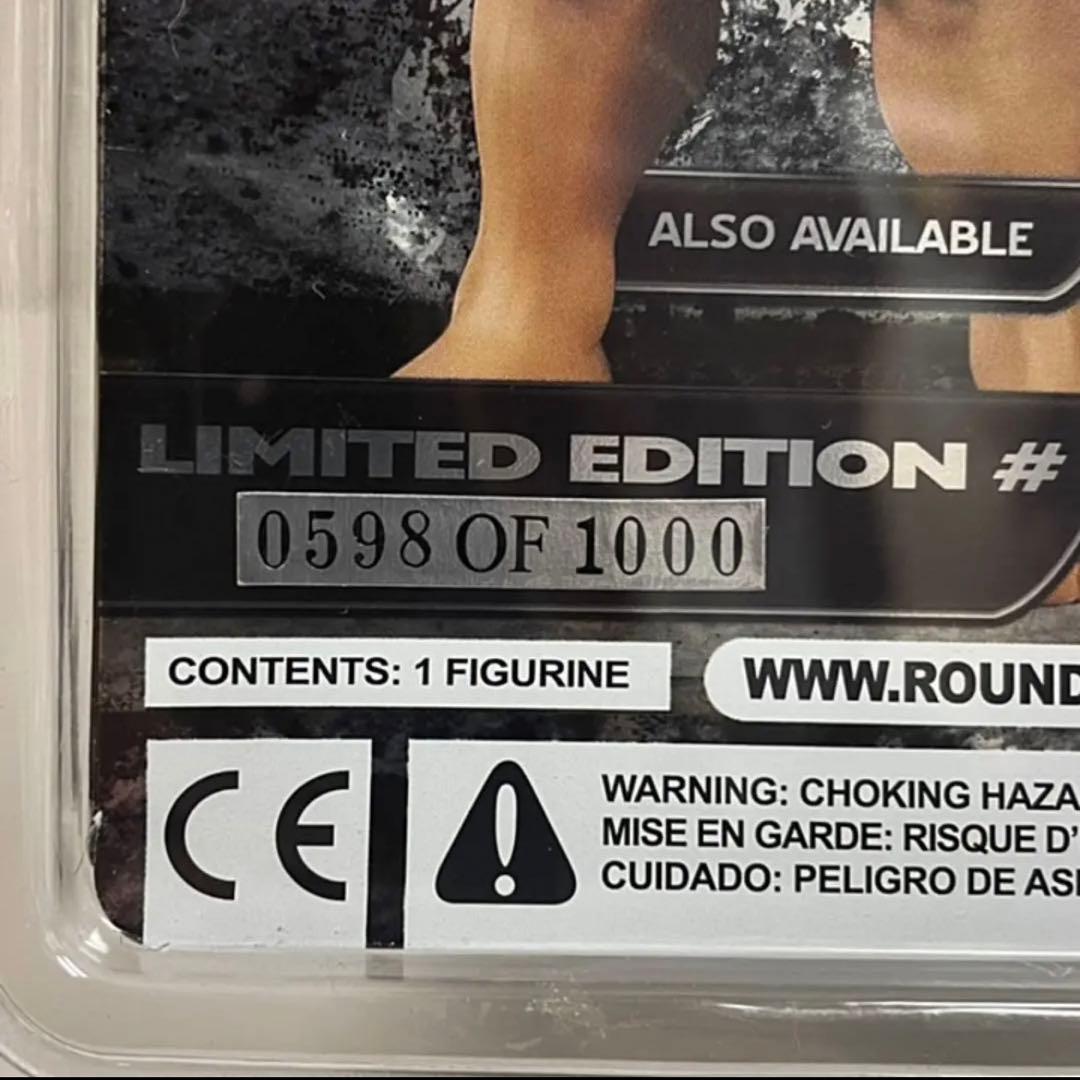 ALSO AVAILABLE
LIMITED EDITION #
0598 OF 1000
CONTENTS: 1 FIGURINE
WWW.ROUND
CE
WARNING: CHOKING HAZA
MISE EN GARDE: RISQUE D'
CUIDADO: PELIGRO DE ASI